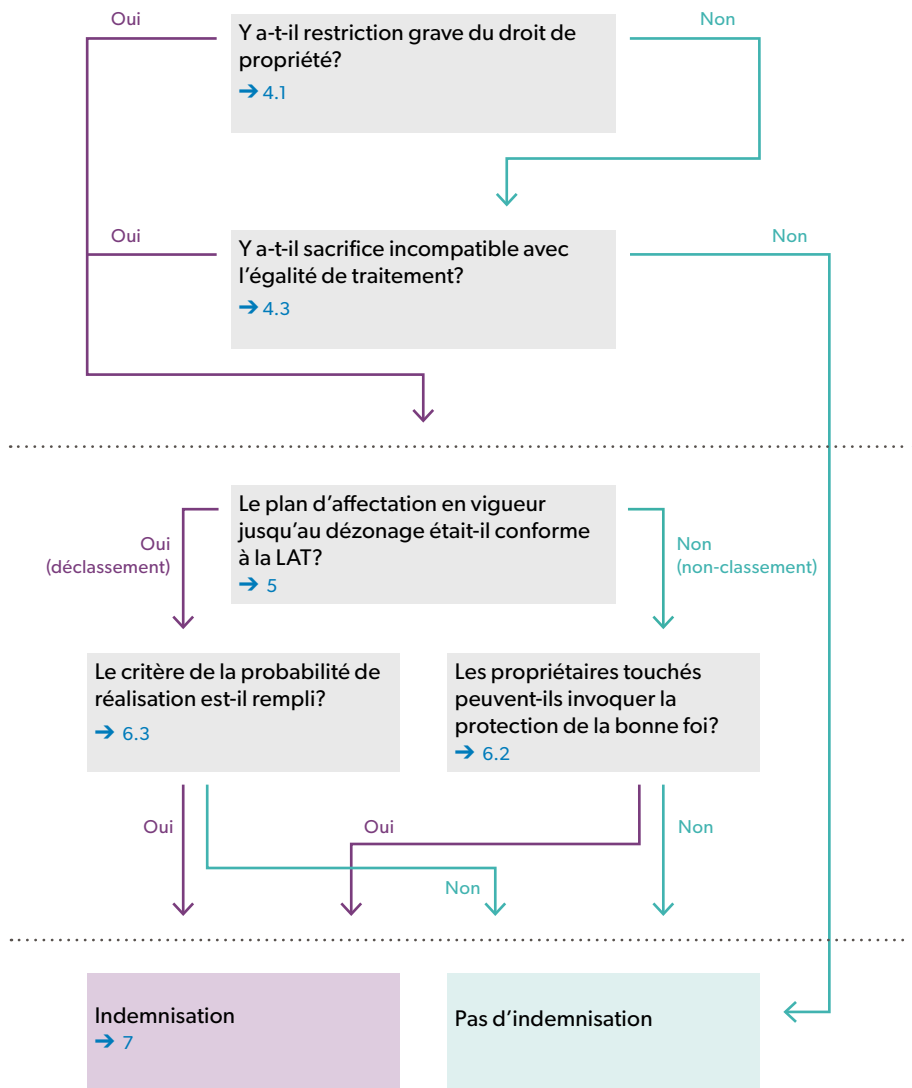 Oui
Y a-t-il restriction grave du droit de
propriété?
→ 4.1
Non
Oui
Y a-t-il sacrifice incompatible avec
l'égalité de traitement?
→ 4.3
Non
Oui
(déclassement)
Le plan d'affectation en vigueur
jusqu'au dézonage était-il conforme
à la LAT?
→ 5
Non
(non-classement)
Le critère de la probabilité de
réalisation est-il rempli?
→ 6.3
Les propriétaires touchés
peuvent-ils invoquer la
protection de la bonne foi?
→ 6.2
Oui
Oui
Non
Non
Indemnisation
→ 7
Pas d'indemnisation